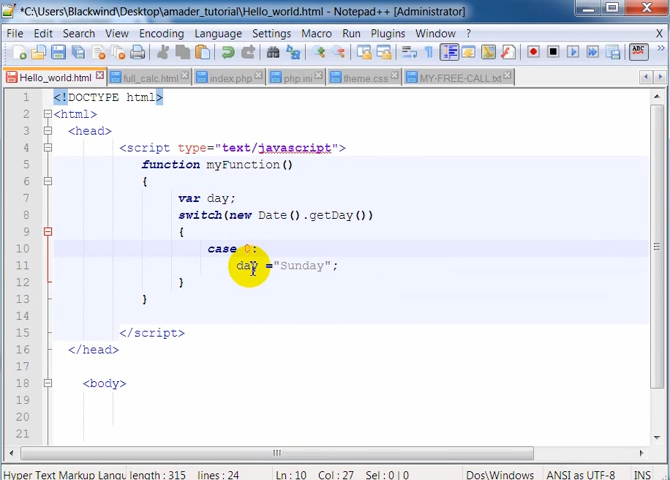 *C:\Users\Blackwind\Desktop\amader_tutorial\Hello_world.html - Notepad++ [Administrator]
File Edit Search View Encoding Language Settings Macro Run Plugins Window ? X
Hello_world.html full_calc.html index.php php.ini theme.css MY-FREE-CALL.txt
1 <!DOCTYPE html>
2 <html>
3 <head>
4 <script type="text/javascript">
5 function myFunction()
6 {
7 var day;
8 switch(new Date().getDay())
9 {
10 case 0:
11 day ="Sunday";
12 }
13 }
14
15 </script>
16 </head>
17
18 <body>
19
20
21
Hyper Text Markup Langu length : 315 lines : 24 Ln : 10 Col : 27 Sel : 0 | 0 Dos\Windows ANSI as UTF-8 INS